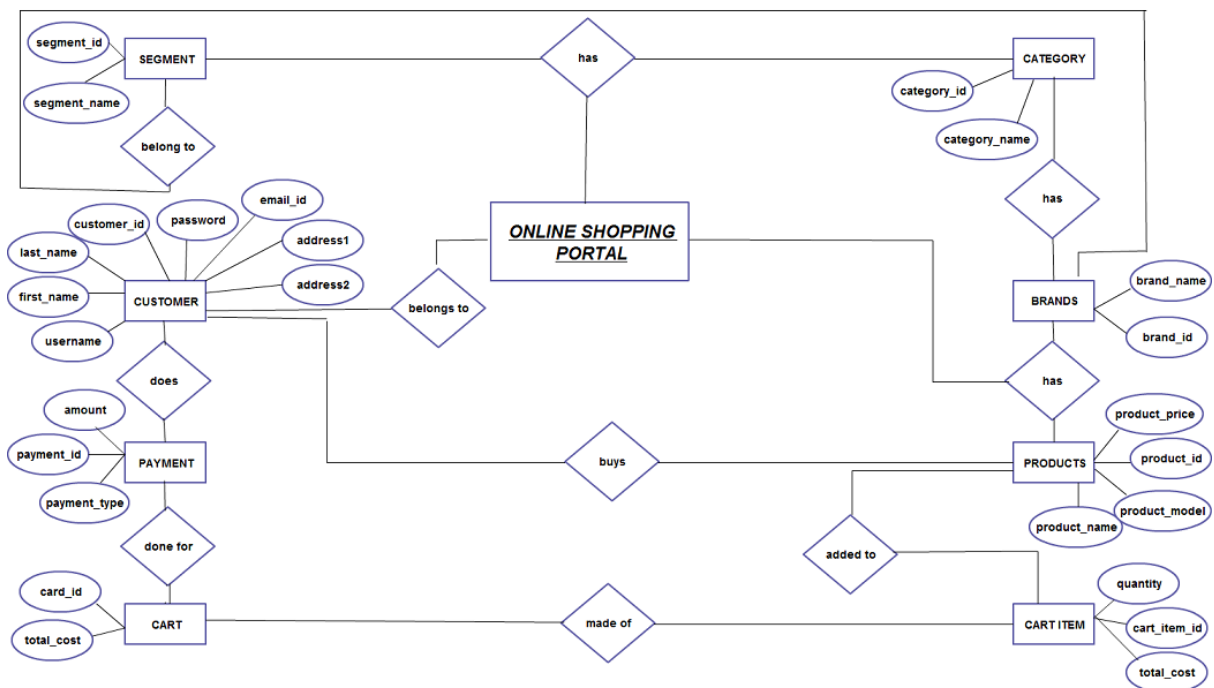 segment_id
SEGMENT
has
CATEGORY
category_id
segment_name
category_name
belong to
email_id
password
customer_id
has
ONLINE SHOPPING
PORTAL
last_name
address1
address2
first_name
CUSTOMER
belongs to
BRANDS
brand_name
username
brand_id
does
has
amount
product_price
payment_id
PAYMENT
buys
PRODUCTS
product_id
payment_type
product_model
product_name
done for
added to
card_id
quantity
CART
made of
CART ITEM
cart_item_id
total_cost
total_cost